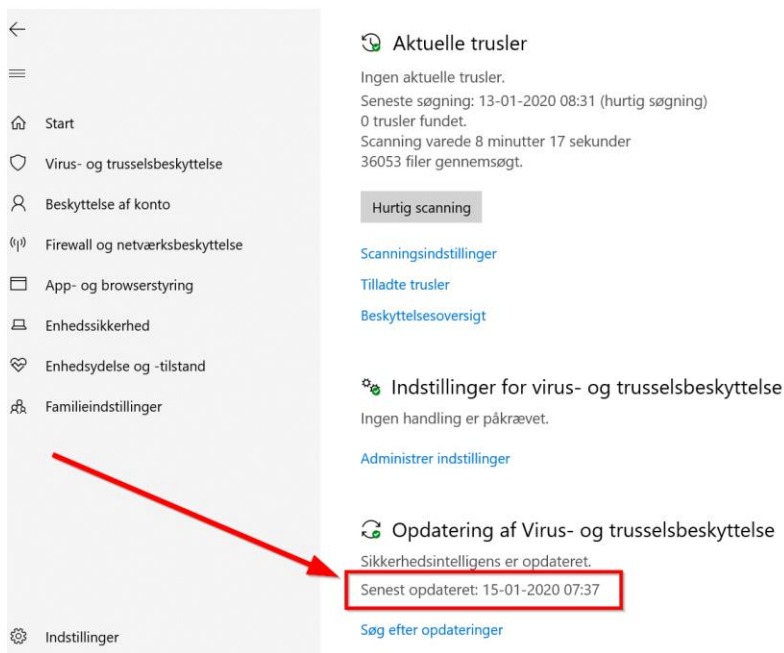 Start
Virus- og trusselsbeskyttelse
Beskyttelse af konto
Firewall og netværksbeskyttelse
App- og browserstyring
Enhedssikkerhed
Enhedsydelse og -tilstand
Familieindstillinger
Indstillinger
Aktuelle trusler
Ingen aktuelle trusler.
Seneste søgning: 13-01-2020 08:31 (hurtig søgning)
0 trusler fundet.
Scanning varede 8 minutter 17 sekunder
36053 filer gennemsøgt.
Hurtig scanning
Scanningsindstillinger
Tilladte trusler
Beskyttelsesoversigt
Indstillinger for virus- og trusselsbeskyttelse
Ingen handling er påkrævet.
Administrer indstillinger
Opdatering af Virus- og trusselsbeskyttelse
Sikkerhedsintelligens er opdateret.
Senest opdateret: 15-01-2020 07:37
Søg efter opdateringer